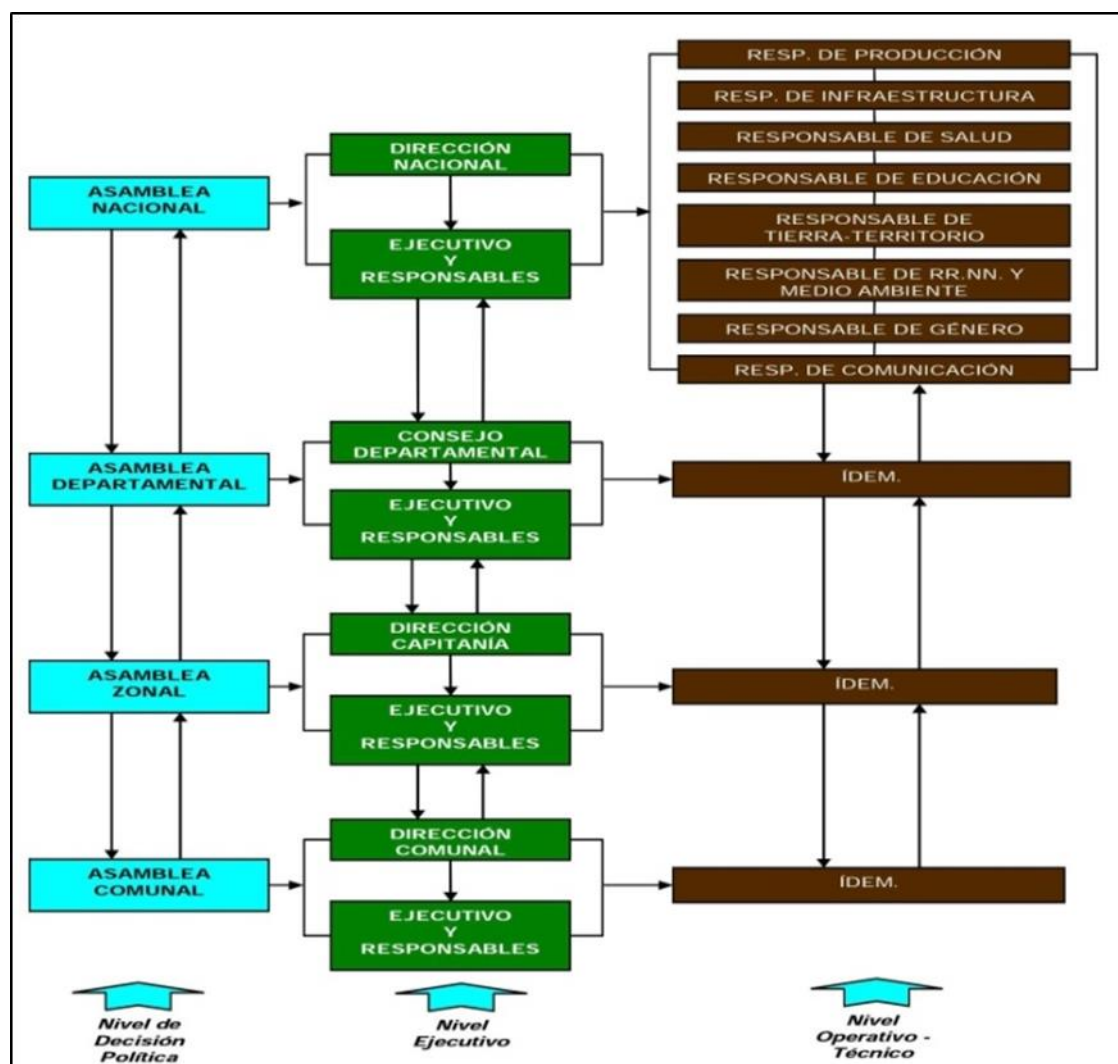 RESP. DE PRODUCCIÓN
RESP. DE INFRAESTRUCTURA
RESPONSABLE DE SALUD
RESPONSABLE DE EDUCACIÓN
RESPONSABLE DE
TIERRA-TERRITORIO
RESPONSABLE DE RR.NN. Y
MEDIO AMBIENTE
RESPONSABLE DE GÉNERO
RESP. DE COMUNICACIÓN
DIRECCIÓN
NACIONAL
EJECUTIVO
Y
RESPONSABLES
ASAMBLEA
NACIONAL
ASAMBLEA
DEPARTAMENTAL
CONSEJO
DEPARTAMENTAL
EJECUTIVO
Y
RESPONSABLES
ÍDEM.
ASAMBLEA
ZONAL
DIRECCIÓN
CAPITANÍA
EJECUTIVO
Y
RESPONSABLES
ÍDEM.
ASAMBLEA
COMUNAL
DIRECCIÓN
COMUNAL
EJECUTIVO
Y
RESPONSABLES
ÍDEM.
Nivel de
Decisión
Política
Nivel
Ejecutivo
Nivel
Operativo -
Técnico